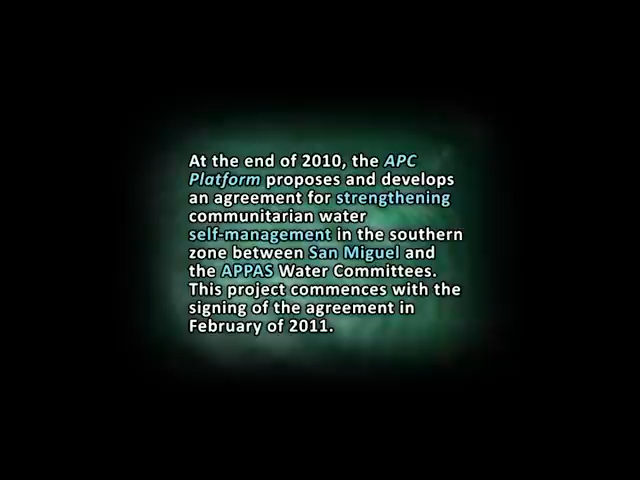 At the end of 2010, the APC
Platform proposes and develops
an agreement for strengthening
communitarian water
self-management in the southern
zone between San Miguel and
the APPAS Water Committees.
This project commences with the
signing of the agreement in
February of 2011.